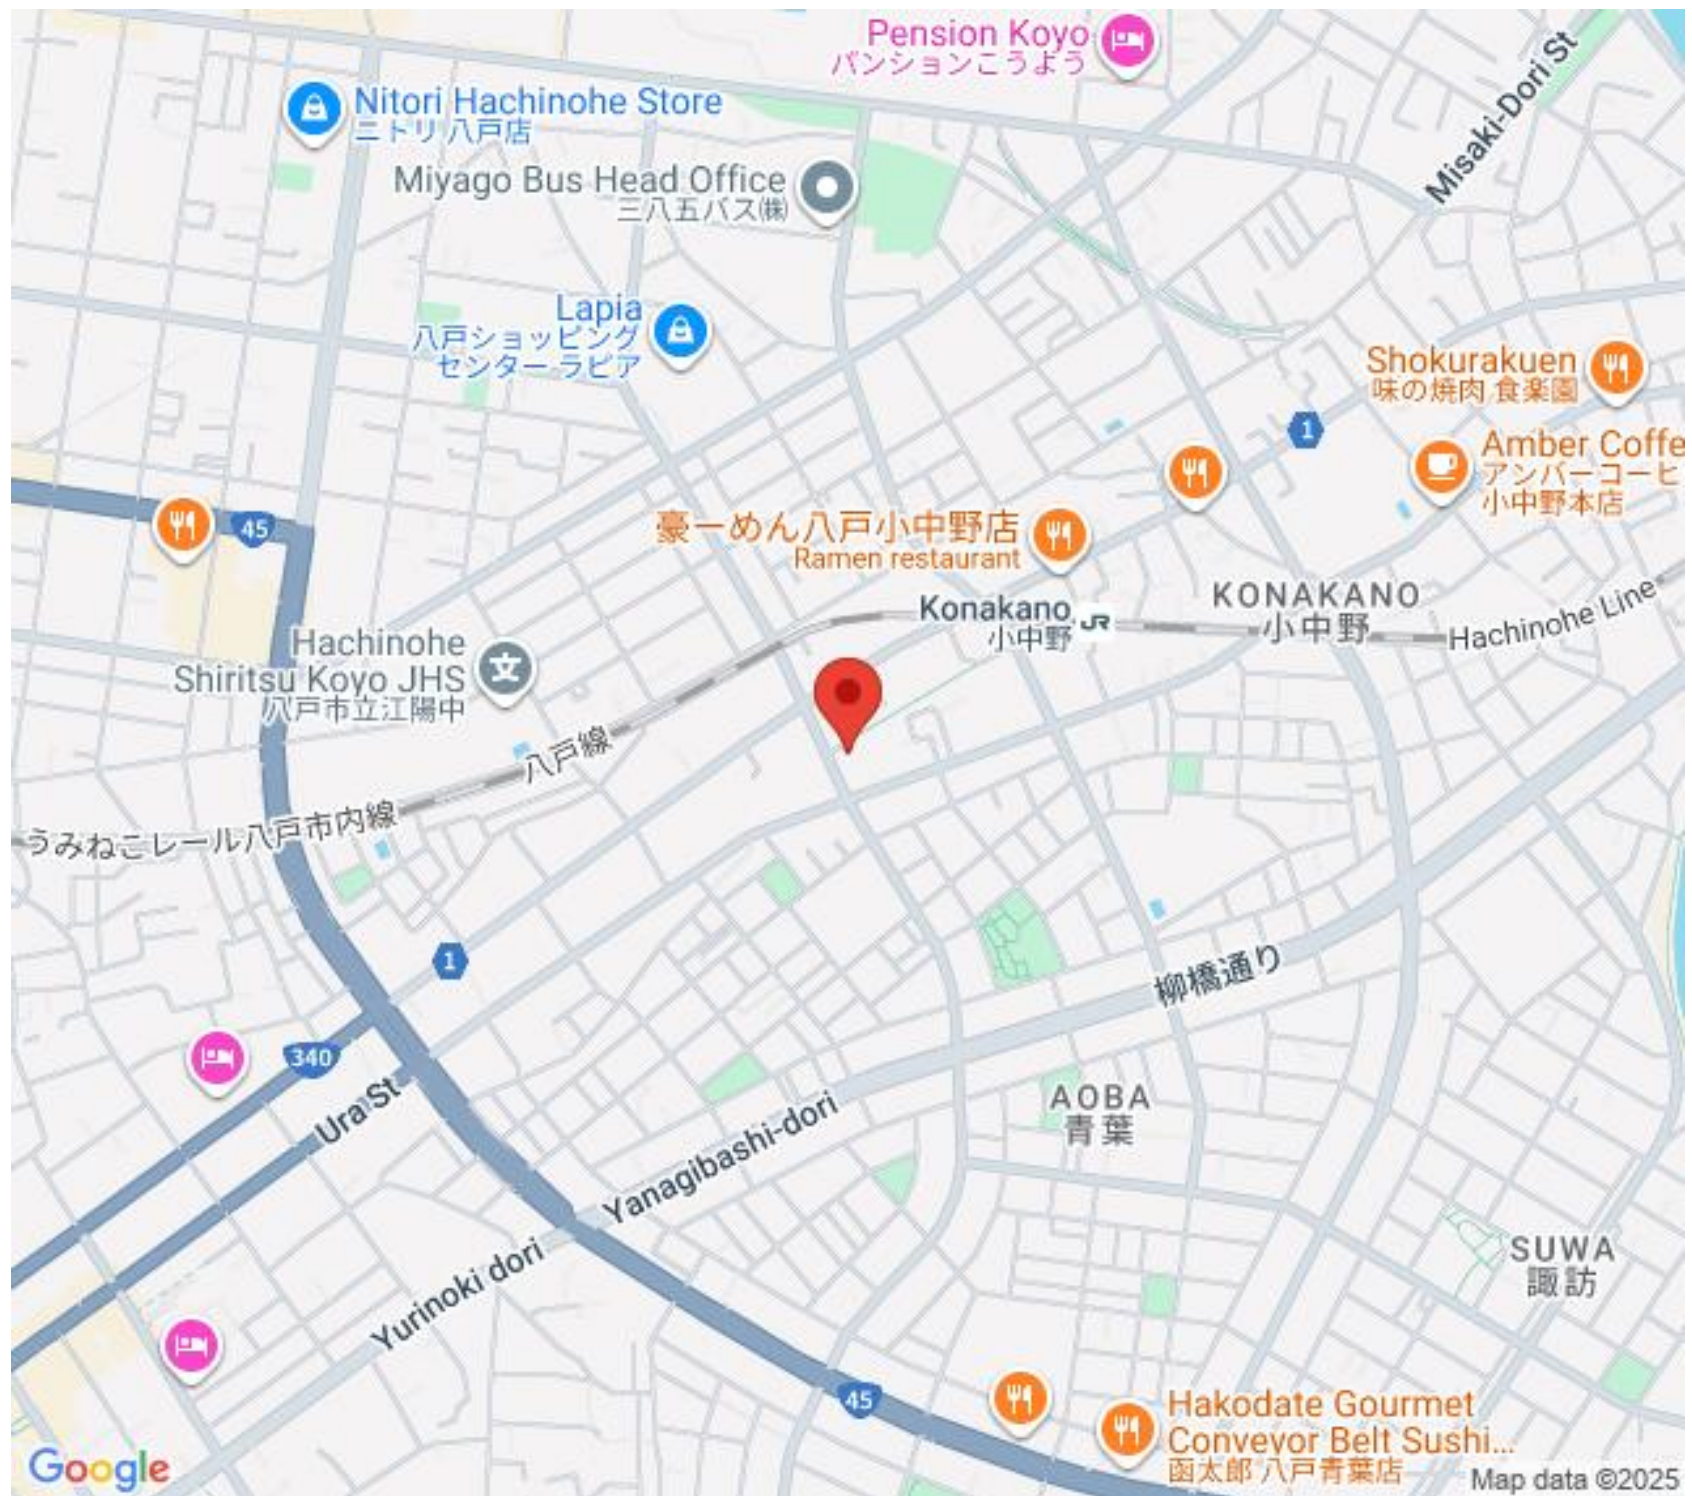 Pension Koyo
パンションこうよう
Misaki-Dori St
Nitori Hachinohe Store
ニトリ 八戸店
Miyago Bus Head Office
三八五バス㈱
Lapia
八戸ショッピング
センター ラピア
Shokurakuen
味の焼肉 食楽園
1
Amber Coffe
アンバーコーヒ
小中野本店
45
豪ーめん八戸小中野店
Ramen restaurant
Konakano
小中野
JR
KONAKANO
小中野
Hachinohe Line
Hachinohe
Shiritsu Koyo JHS
八戸市立江陽中
文
八戸線
うみねこレール八戸市内線
1
柳橋通り
340
Ura St
AOBA
青葉
Yanagibashi-dori
Yurinoki dori
SUWA
諏訪
45
Hakodate Gourmet
Conveyor Belt Sushi...
函太郎 八戸青葉店
Google
Map data ©2025